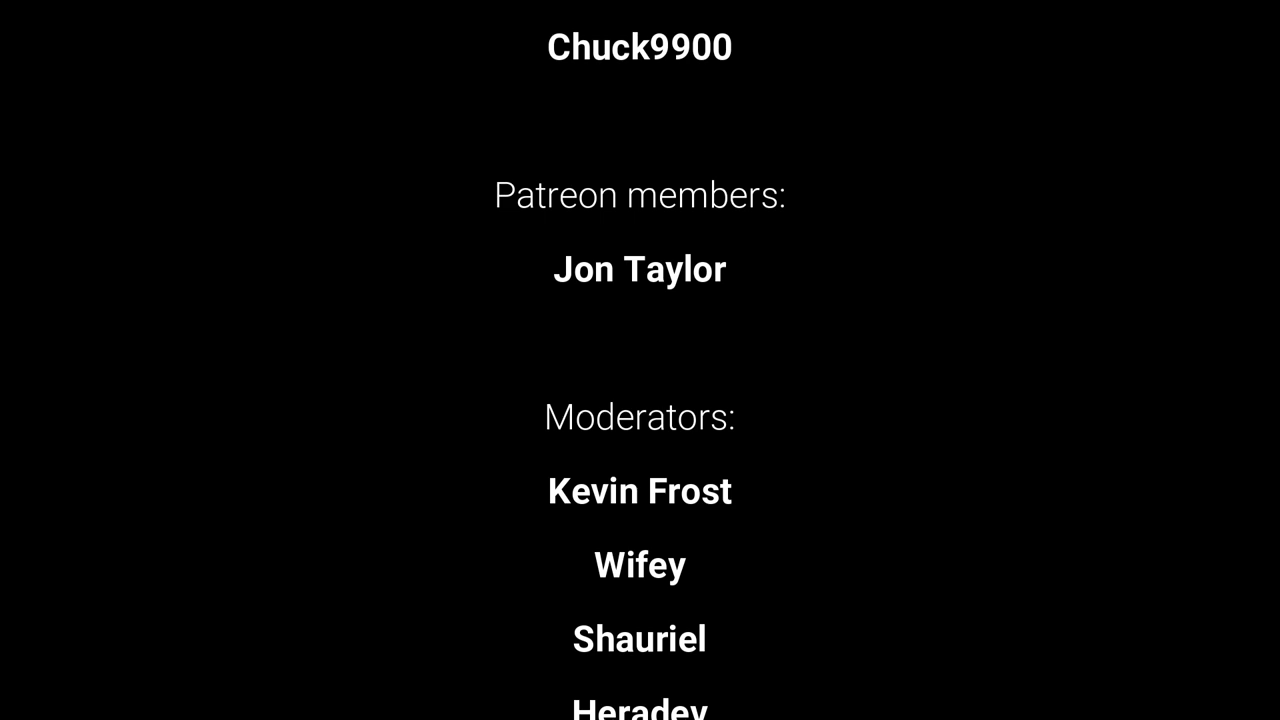 Chuck9900
Patreon members:
Jon Taylor
Moderators:
Kevin Frost
Wifey
Shauriel
Heradey